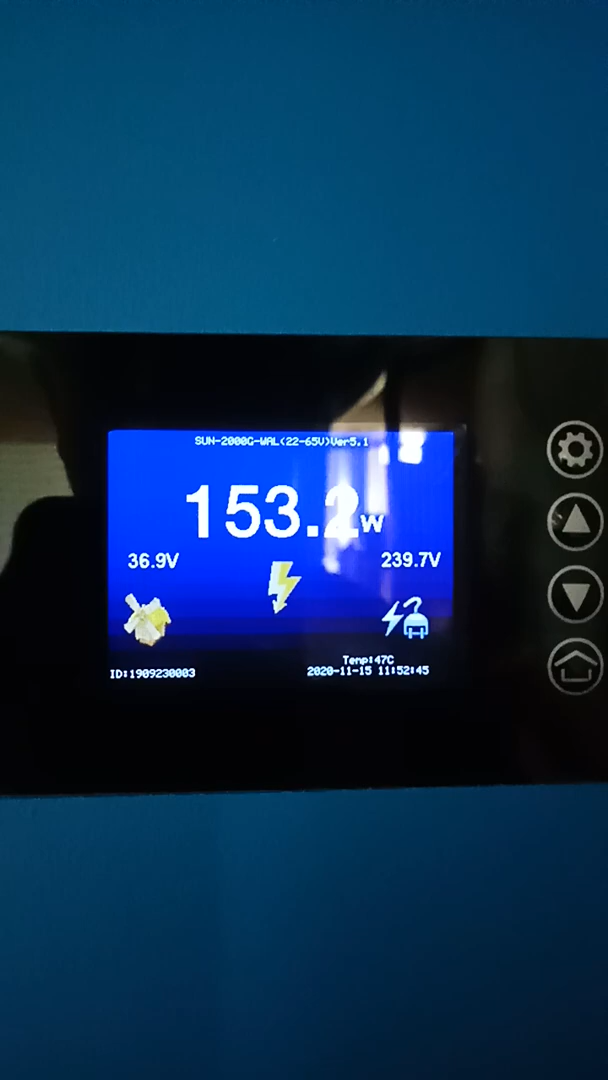 SUN-2000G-WAL(22-65V)Ver5.1
153.2W
36.9V
239.7V
Temp:47C
ID:1909230003
2020-11-15 11:52:45